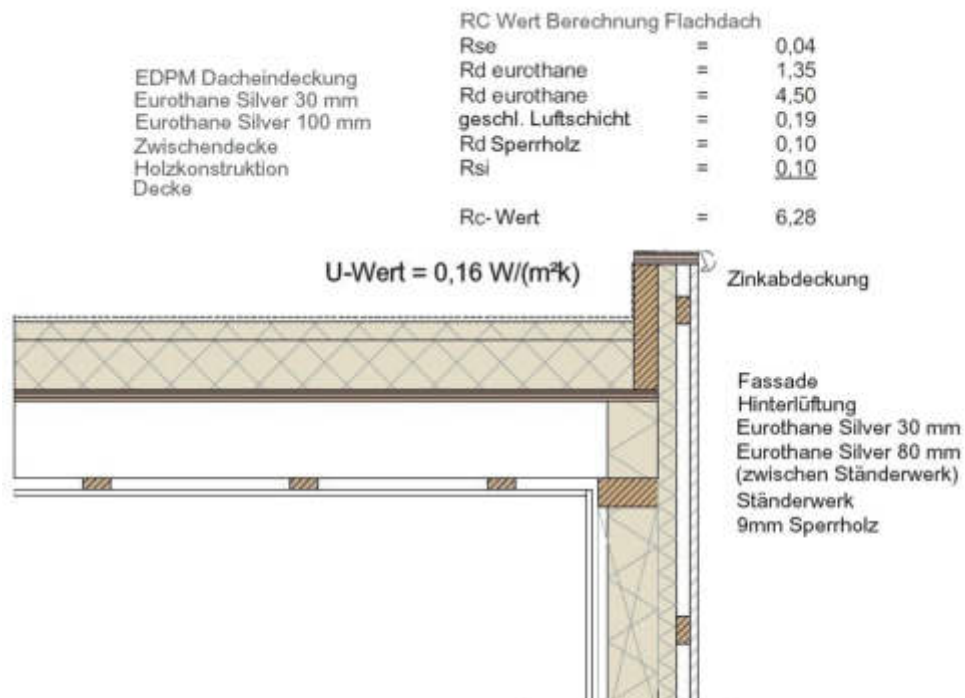 RC Wert Berechnung Flachdach
Rse = 0,04
Rd eurothane = 1,35
Rd eurothane = 4,50
geschl. Luftschicht = 0,19
Rd Sperrholz = 0,10
Rsi = 0,10
Rc- Wert = 6,28
EDPM Dacheindeckung
Eurothane Silver 30 mm
Eurothane Silver 100 mm
Zwischendecke
Holzkonstruktion
Decke
U-Wert = 0,16 W/(m²k)
Zinkabdeckung
Fassade
Hinterlüftung
Eurothane Silver 30 mm
Eurothane Silver 80 mm
(zwischen Ständerwerk)
Ständerwerk
9mm Sperrholz